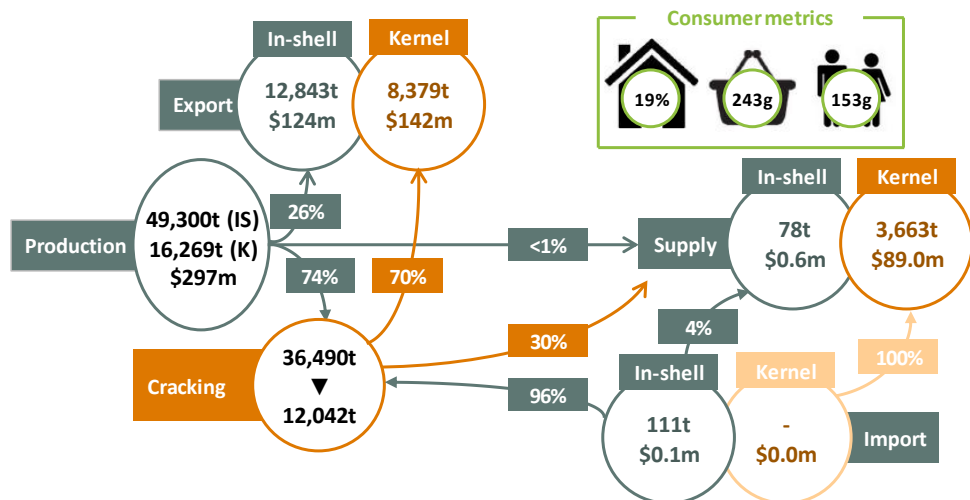 Consumer metrics
19%
243g
153g
In-shell
Kernel
Export
12,843t
$124m
8,379t
$142m
26%
Production
49,300t (IS)
16,269t (K)
$297m
<1%
74%
70%
Supply
In-shell
Kernel
78t
$0.6m
3,663t
$89.0m
Cracking
36,490t
▼
12,042t
30%
96%
4%
100%
In-shell
Kernel
111t
$0.1m
-
$0.0m
Import